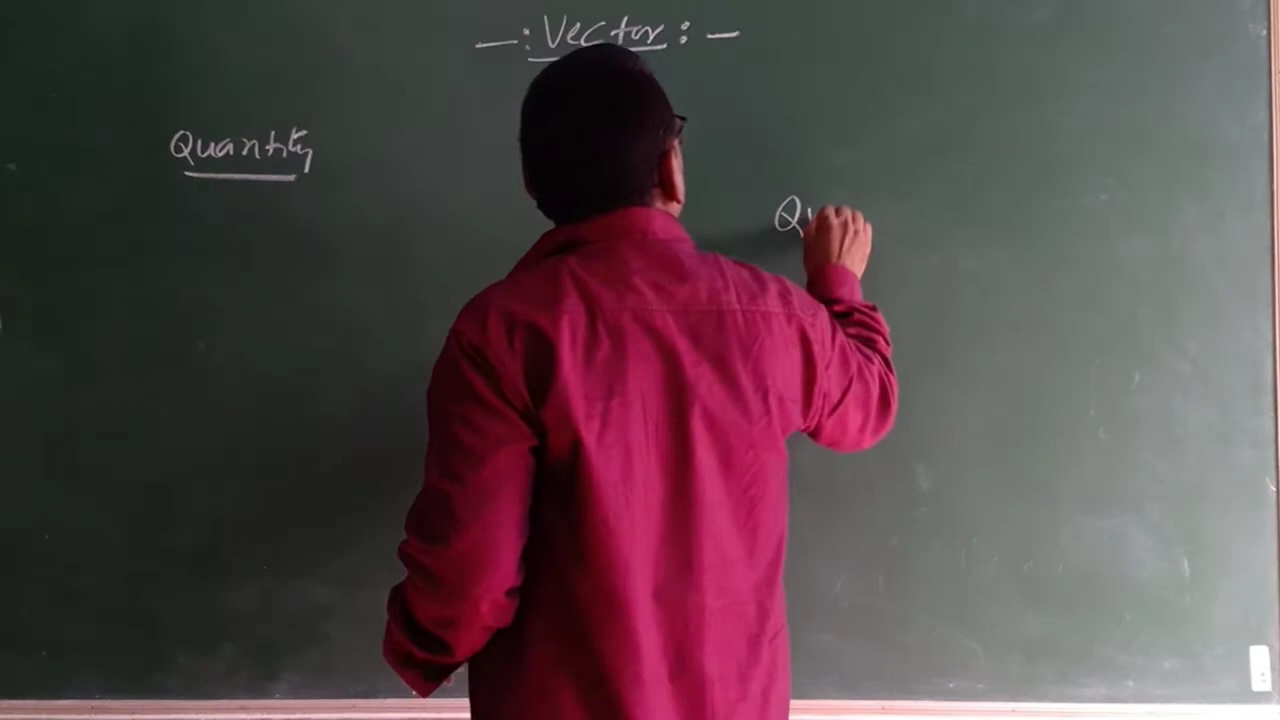 —: Vector :—
Quantity
Qu